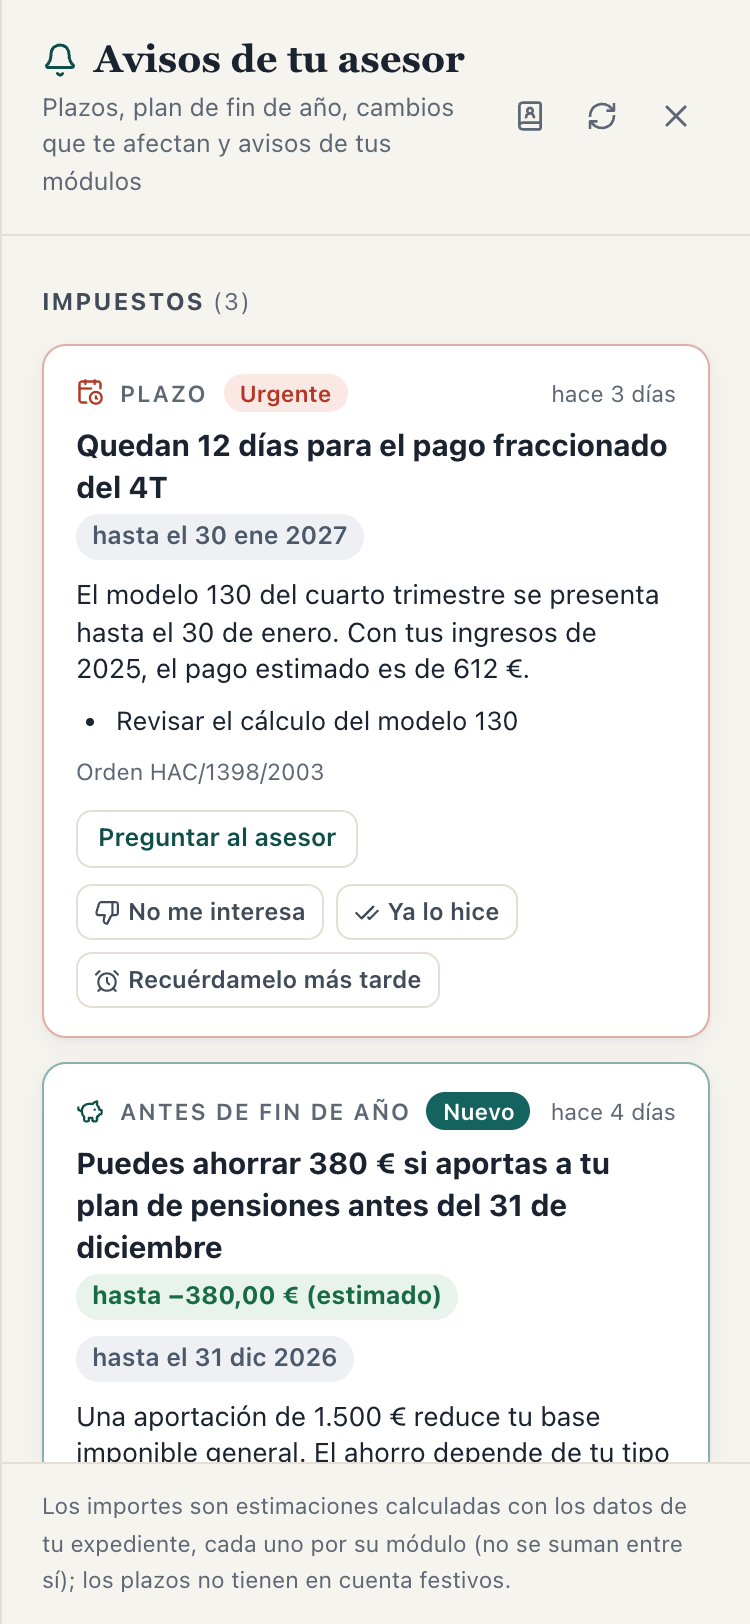 Avisos de tu asesor
Plazos, plan de fin de año, cambios
que te afectan y avisos de tus
módulos
IMPUESTOS (3)
PLAZO Urgente hace 3 días
Quedan 12 días para el pago fraccionado
del 4T
hasta el 30 ene 2027
El modelo 130 del cuarto trimestre se presenta
hasta el 30 de enero. Con tus ingresos de
2025, el pago estimado es de 612 €.
• Revisar el cálculo del modelo 130
Orden HAC/1398/2003
Preguntar al asesor
No me interesa Ya lo hice
Recuérdamelo más tarde
ANTES DE FIN DE AÑO Nuevo hace 4 días
Puedes ahorrar 380 € si aportas a tu
plan de pensiones antes del 31 de
diciembre
hasta −380,00 € (estimado)
hasta el 31 dic 2026
Una aportación de 1.500 € reduce tu base
imponible general. El ahorro depende de tu tipo
Los importes son estimaciones calculadas con los datos de
tu expediente, cada uno por su módulo (no se suman entre
sí); los plazos no tienen en cuenta festivos.